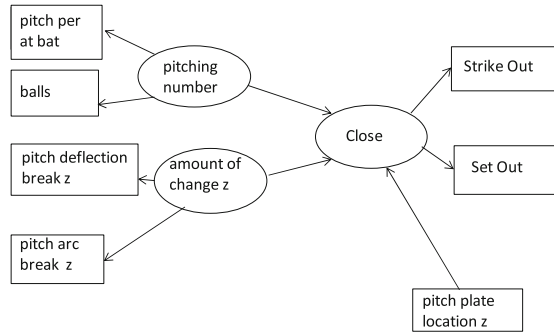 pitch per
at bat
balls
pitching
number
pitch deflection
break z
amount of
change z
pitch arc
break z
Close
Strike Out
Set Out
pitch plate
location z